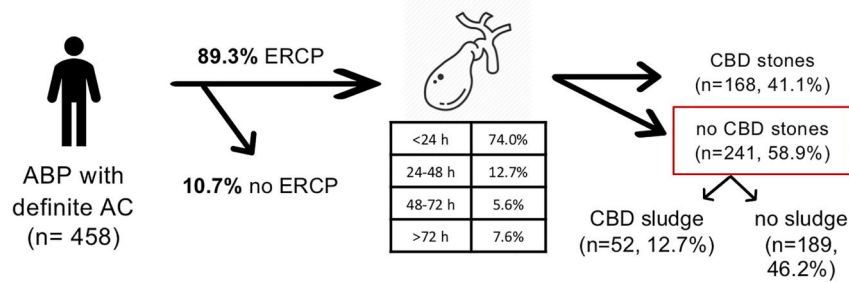 89.3% ERCP
10.7% no ERCP
ABP with
definite AC
(n= 458)
<24 h 74.0%
24-48 h 12.7%
48-72 h 5.6%
>72 h 7.6%
CBD stones
(n=168, 41.1%)
no CBD stones
(n=241, 58.9%)
CBD sludge
(n=52, 12.7%)
no sludge
(n=189,
46.2%)